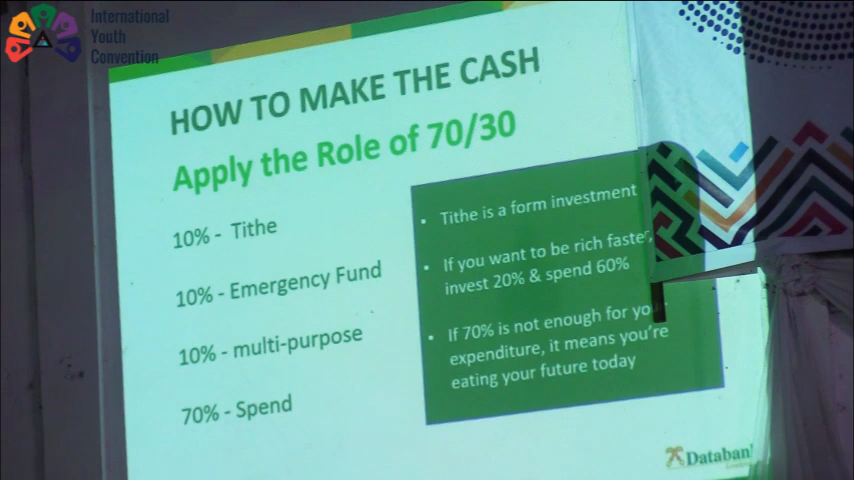 International
Youth
Convention
HOW TO MAKE THE CASH
Apply the Role of 70/30
10% - Tithe
10% - Emergency Fund
10% - multi-purpose
70% - Spend
• Tithe is a form investment
• If you want to be rich faster,
invest 20% & spend 60%
• If 70% is not enough for
expenditure, it means you're
eating your future today
Databank